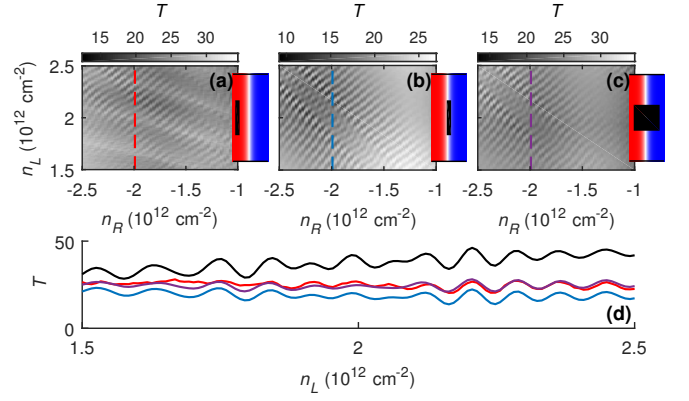 T T T
15 20 25 30 10 15 20 25 15 20 25 30
2.5 (a) (b) (c)
n_L (10^12 cm^-2)
2
1.5
-2.5 -2 -1.5 -1 -2.5 -2 -1.5 -1 -2.5 -2 -1.5 -1
n_R (10^12 cm^-2) n_R (10^12 cm^-2) n_R (10^12 cm^-2)
50
T
0 (d)
1.5 2 2.5
n_L (10^12 cm^-2)